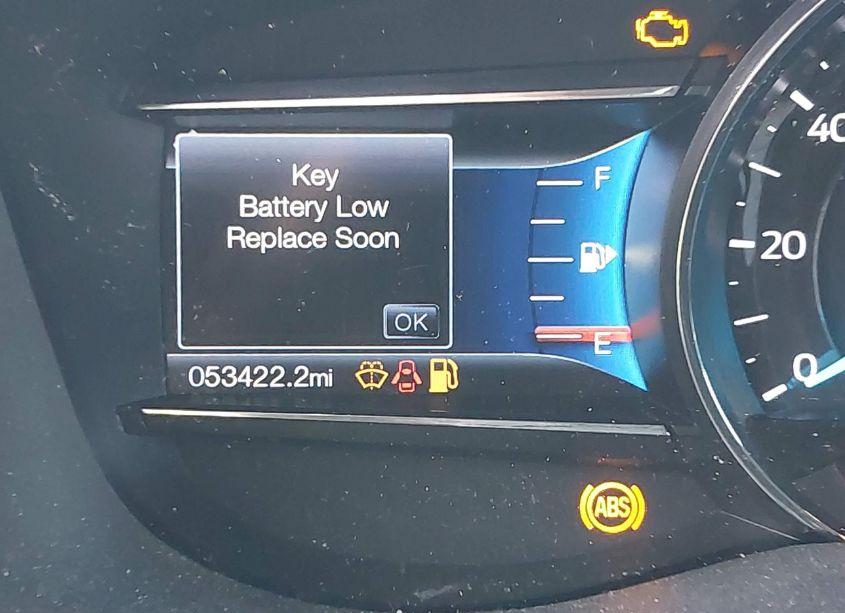 Key
Battery Low
Replace Soon
OK
053422.2mi
F
E
40
20
0
ABS